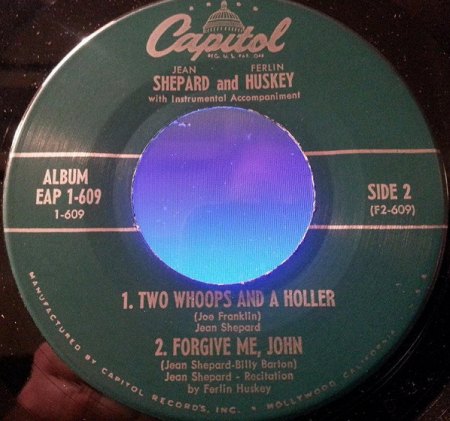 Capitol
REG. U.S. PAT. OFF.
JEAN FERLIN
SHEPARD and HUSKEY
with Instrumental Accompaniment
ALBUM
EAP 1-609
1-609
SIDE 2
(F2-609)
1. TWO WHOOPS AND A HOLLER
(Joe Franklin)
Jean Shepard
2. FORGIVE ME, JOHN
(Jean Shepard-Billy Barton)
Jean Shepard - Recitation
by Ferlin Huskey
MANUFACTURED BY CAPITOL RECORDS, INC. • HOLLYWOOD, CALIFORNIA, U.S.A.